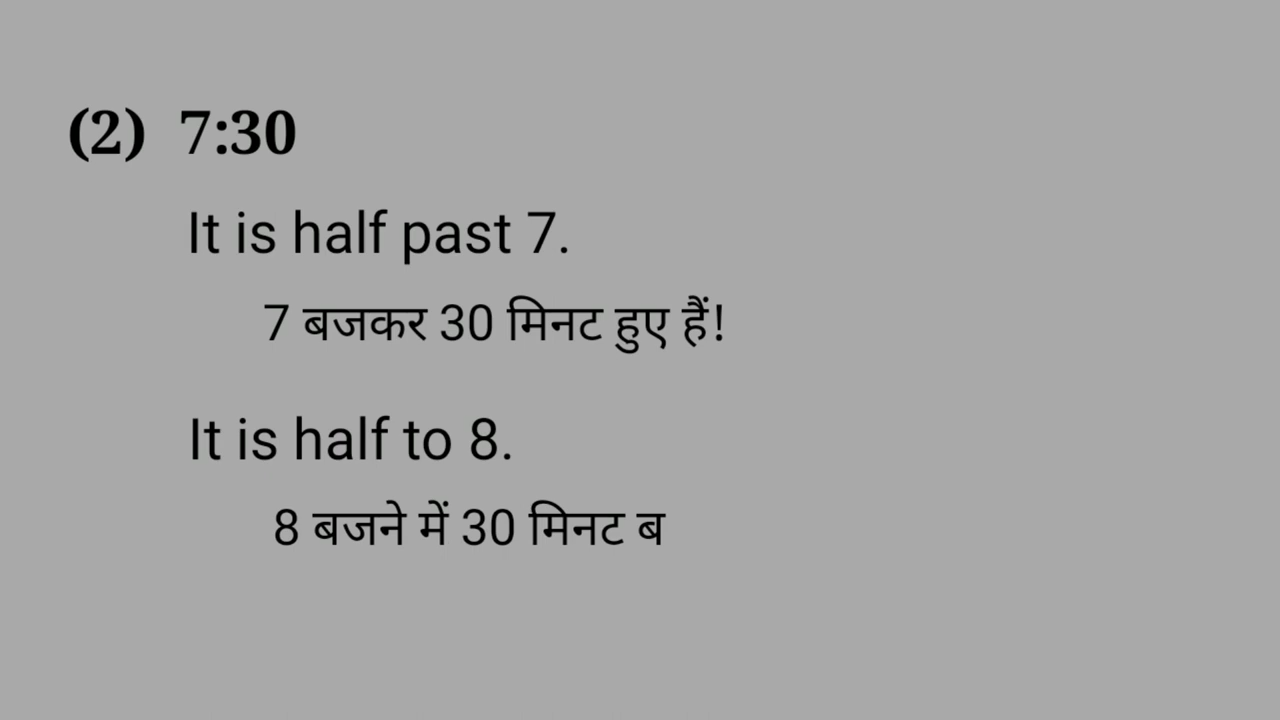 (2) 7:30
It is half past 7.
7 बजकर 30 मिनट हुए हैं!
It is half to 8.
8 बजने में 30 मिनट ब